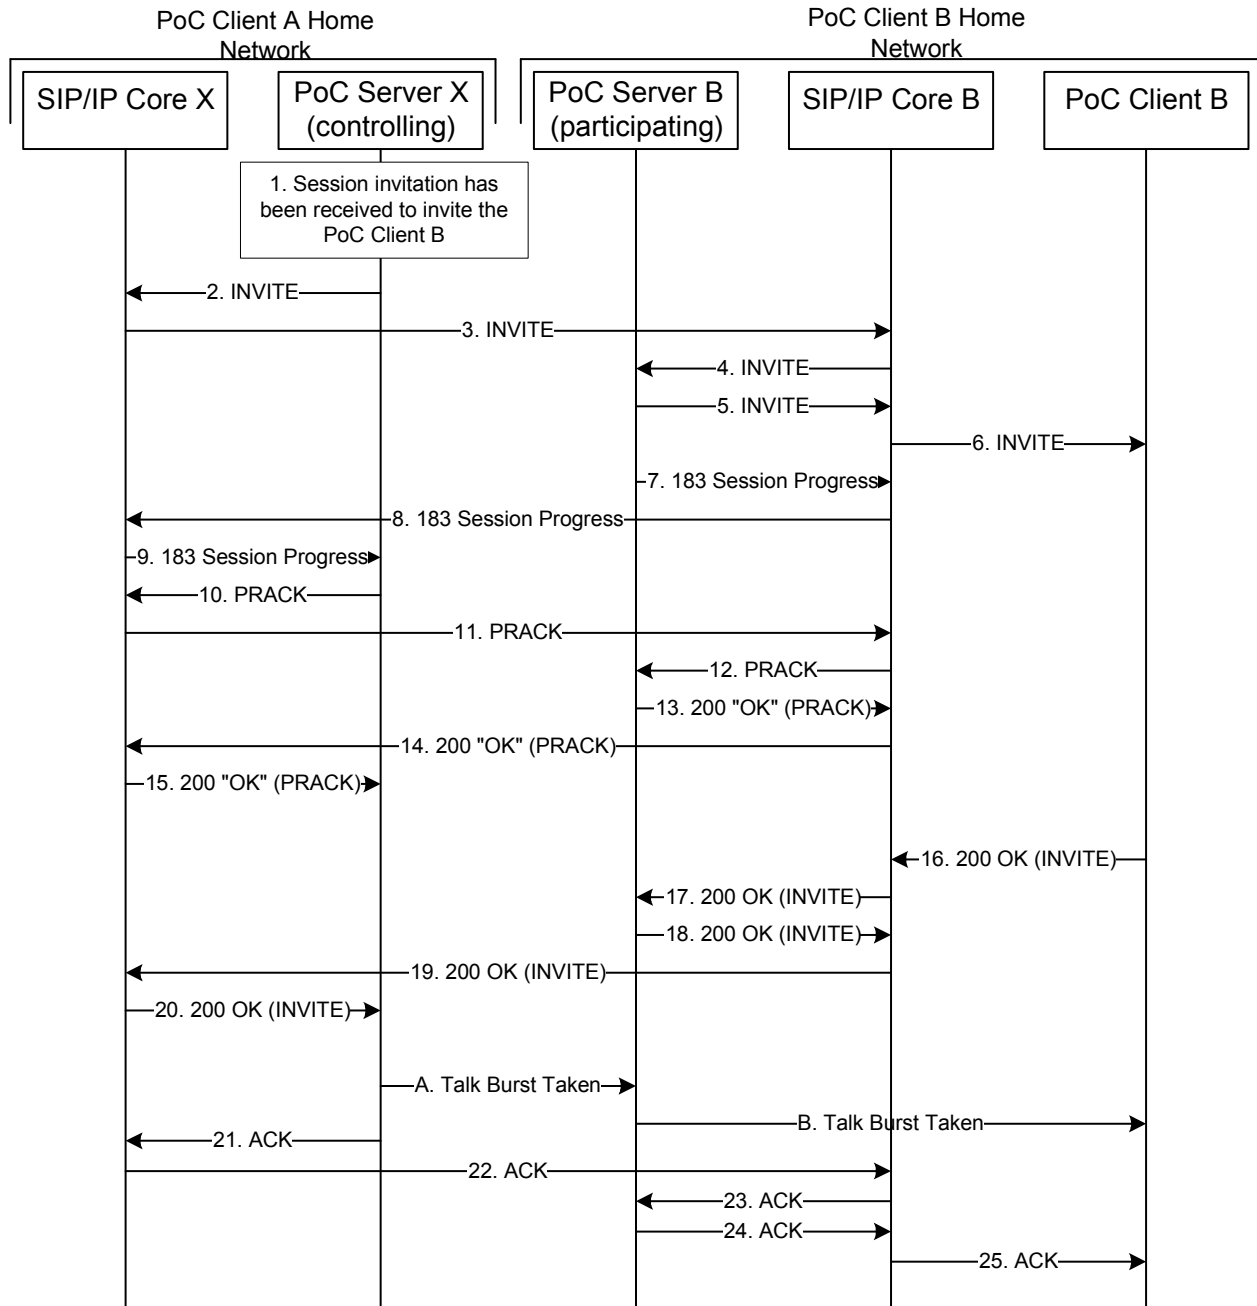 PoC Client A Home
Network
PoC Client B Home
Network
SIP/IP Core X
PoC Server X
(controlling)
PoC Server B
(participating)
SIP/IP Core B
PoC Client B
1. Session invitation has
been received to invite the
PoC Client B
2. INVITE
3. INVITE
4. INVITE
5. INVITE
6. INVITE
7. 183 Session Progress
8. 183 Session Progress
9. 183 Session Progress
10. PRACK
11. PRACK
12. PRACK
13. 200 "OK" (PRACK)
14. 200 "OK" (PRACK)
15. 200 "OK" (PRACK)
16. 200 OK (INVITE)
17. 200 OK (INVITE)
18. 200 OK (INVITE)
19. 200 OK (INVITE)
20. 200 OK (INVITE)
A. Talk Burst Taken
B. Talk Burst Taken
21. ACK
22. ACK
23. ACK
24. ACK
25. ACK